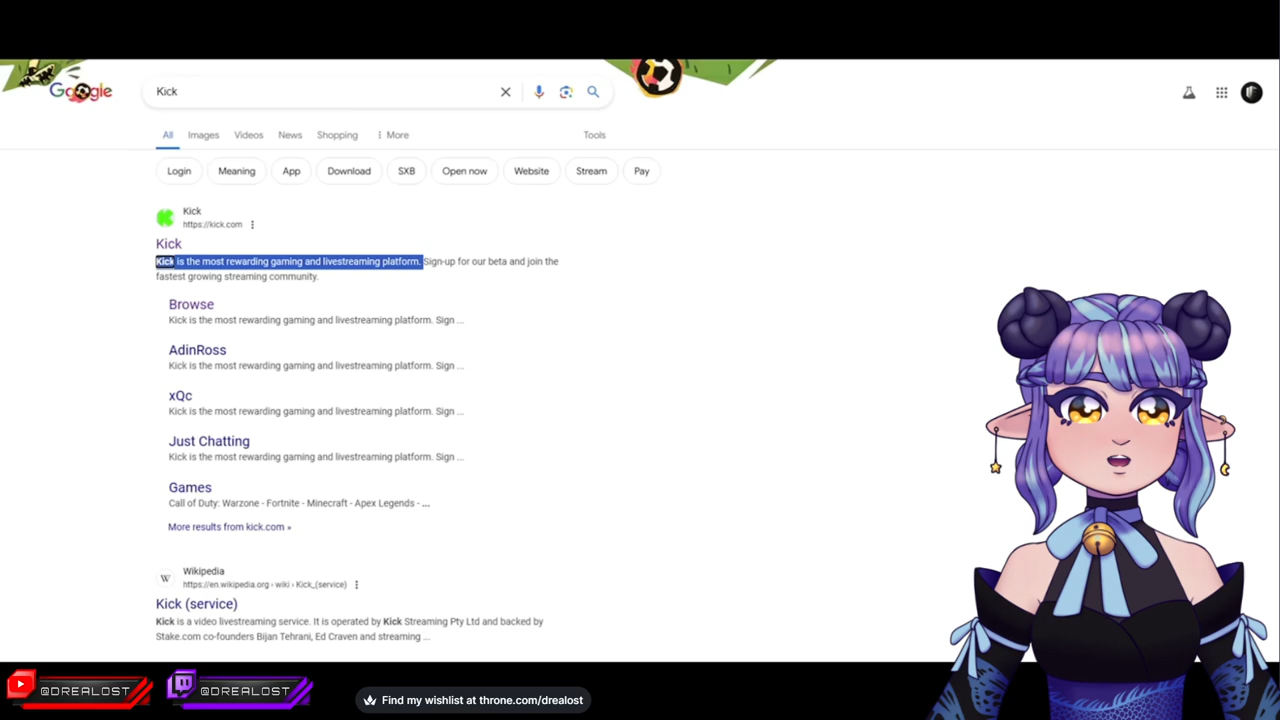 Google
Kick
All Images Videos News Shopping More Tools
Login Meaning App Download SXB Open now Website Stream Pay
Kick
https://kick.com
Kick
Kick is the most rewarding gaming and livestreaming platform. Sign-up for our beta and join the
fastest growing streaming community.
Browse
Kick is the most rewarding gaming and livestreaming platform. Sign ...
AdinRoss
Kick is the most rewarding gaming and livestreaming platform. Sign ...
xQc
Kick is the most rewarding gaming and livestreaming platform. Sign ...
Just Chatting
Kick is the most rewarding gaming and livestreaming platform. Sign ...
Games
Call of Duty: Warzone - Fortnite - Minecraft - Apex Legends - ...
More results from kick.com »
W
Wikipedia
https://en.wikipedia.org › wiki › Kick_(service)
Kick (service)
Kick is a video livestreaming service. It is operated by Kick Streaming Pty Ltd and backed by
Stake.com co-founders Bijan Tehrani, Ed Craven and streaming ...
@DREALOST @DREALOST Find my wishlist at throne.com/drealost